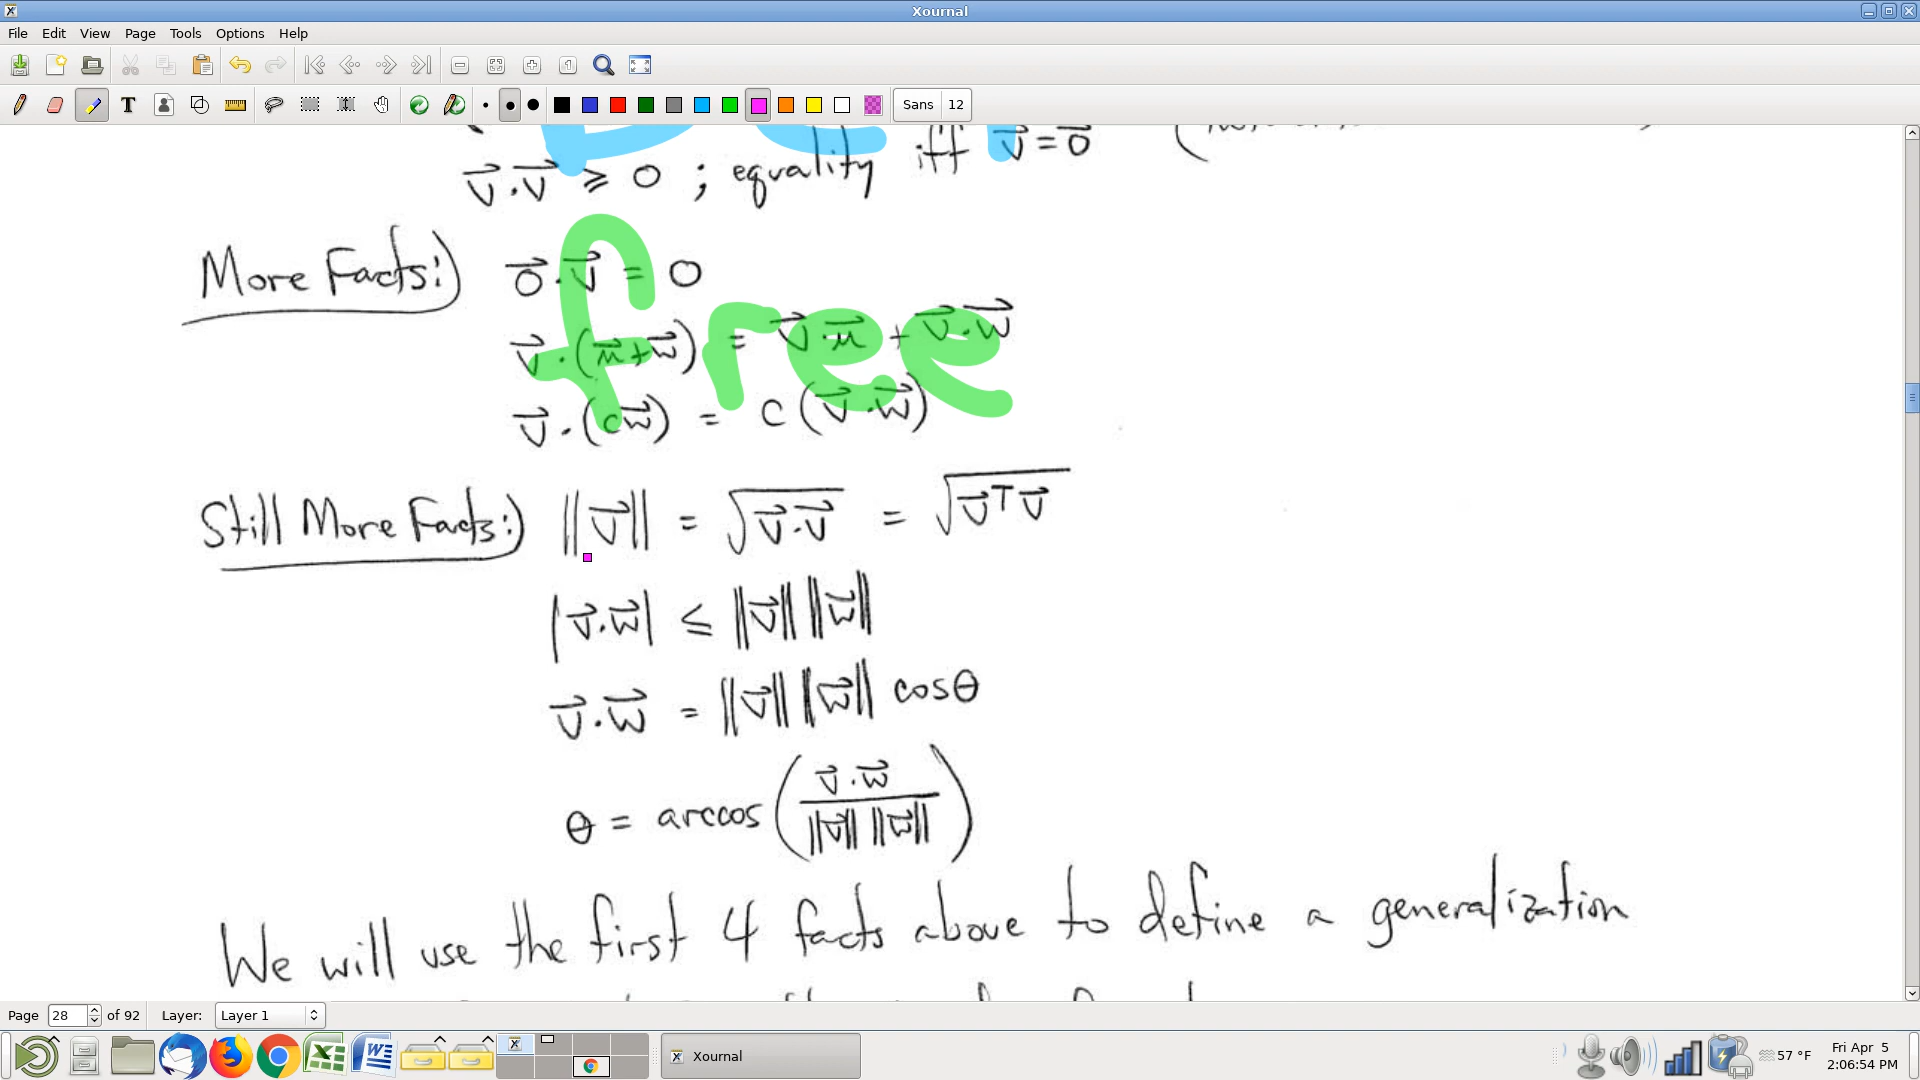 Xournal
File Edit View Page Tools Options Help
Sans 12
v⃗·v⃗ ≥ 0 ; equality iff v⃗ = 0⃗
More Facts:) 0⃗·v⃗ = 0
free
v⃗·(u⃗+w⃗) = v⃗·u⃗ + v⃗·w⃗
v⃗·(cw⃗) = c(v⃗·w⃗)
Still More Facts:) ||v⃗|| = √(v⃗·v⃗) = √(v⃗ᵀv⃗)
|v⃗·w⃗| ≤ ||v⃗|| ||w⃗||
v⃗·w⃗ = ||v⃗|| ||w⃗|| cosθ
θ = arccos(v⃗·w⃗ / ||v⃗|| ||w⃗||)
We will use the first 4 facts above to define a generalization
Page 28 of 92 Layer: Layer 1
Xournal
57 °F
Fri Apr 5
2:06:54 PM